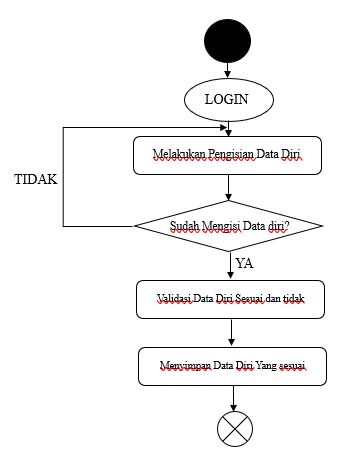 LOGIN
Melakukan Pengisian Data Diri
TIDAK
Sudah Mengisi Data diri?
YA
Validasi Data Diri Sesuai dan tidak
Menyimpan Data Diri Yang sesuai